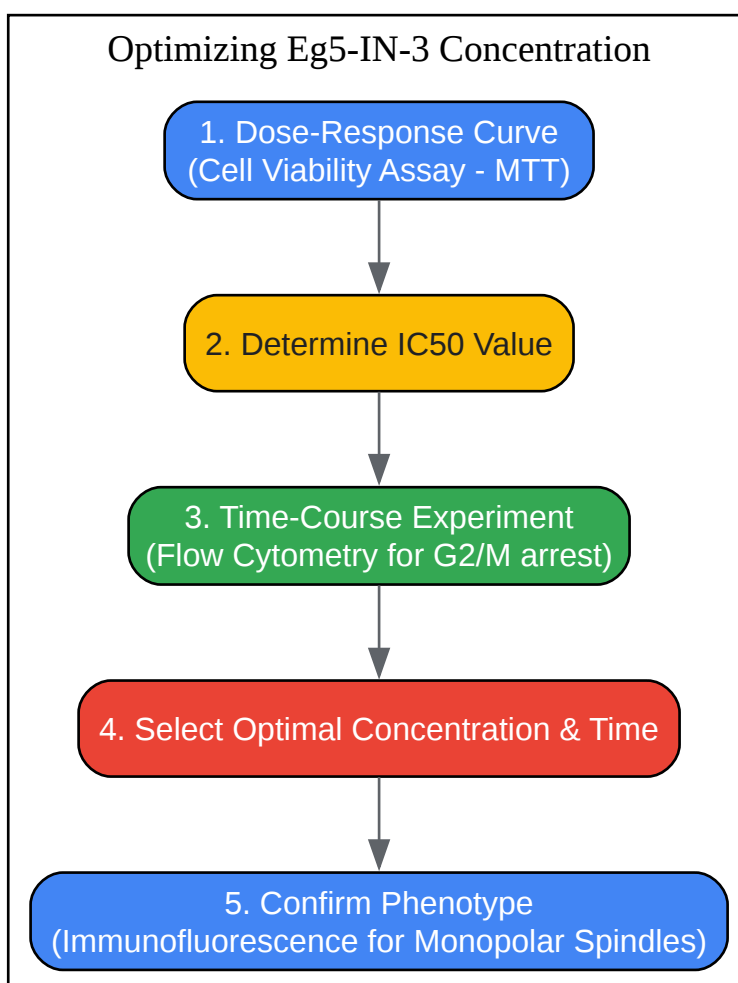 Optimizing Eg5-IN-3 Concentration
1. Dose-Response Curve
(Cell Viability Assay - MTT)
2. Determine IC50 Value
3. Time-Course Experiment
(Flow Cytometry for G2/M arrest)
4. Select Optimal Concentration & Time
5. Confirm Phenotype
(Immunofluorescence for Monopolar Spindles)